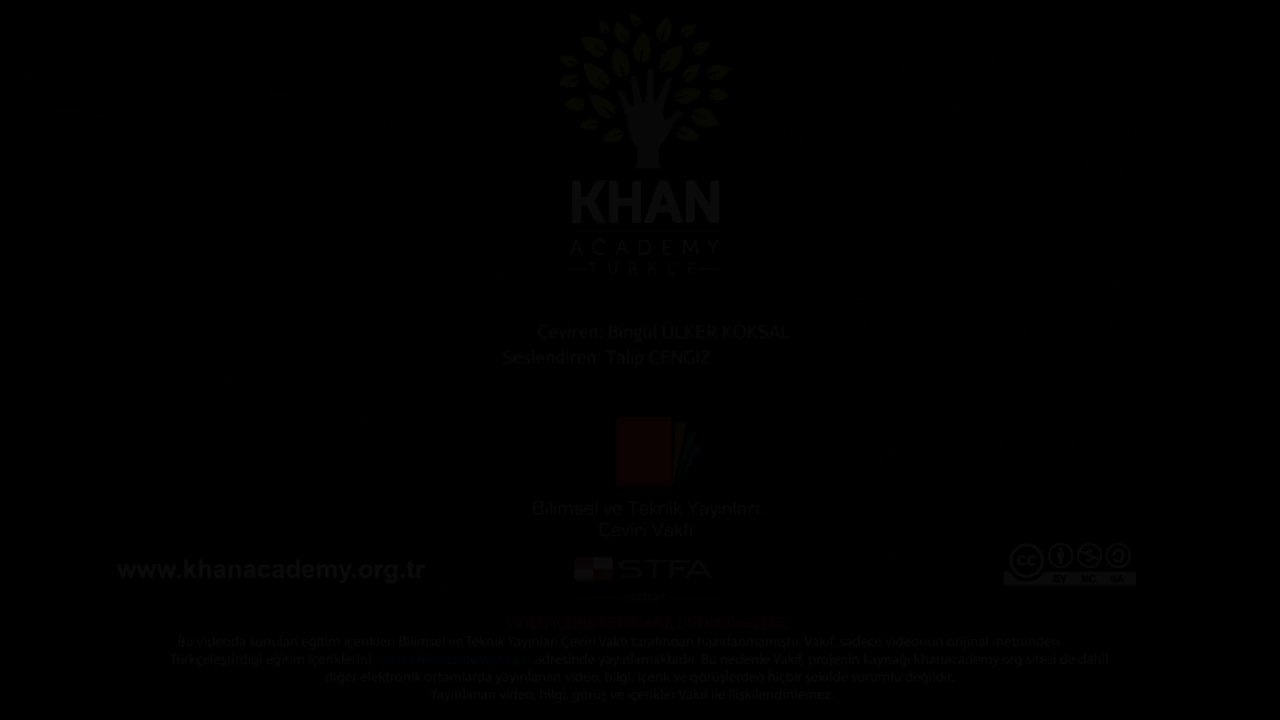 KHAN
ACADEMY
TÜRKÇE
Çeviren: Bingül ÜLKER KÖKSAL
Seslendiren: Talip CENGİZ
Bilimsel ve Teknik Yayınları
Çeviri Vakfı
www.khanacademy.org.tr
cc
BY NC SA
STFA
Bu videoda sunulan eğitim içerikleri Bilimsel ve Teknik Yayınları Çeviri Vakfı tarafından hazırlanmamıştır. Vakıf, sadece videonun orijinal metninden
Türkçeleştirdiği eğitim içeriklerini adresinde yayınlamaktadır. Bu nedenle Vakıf, projenin kaynağı khanacademy.org sitesi de dahil
diğer elektronik ortamlarda yayınlanan video, bilgi, içerik ve görüşlerden hiçbir şekilde sorumlu değildir.
Yayınlanan video, bilgi, görüş ve içerikler Vakıf ile ilişkilendirilemez.